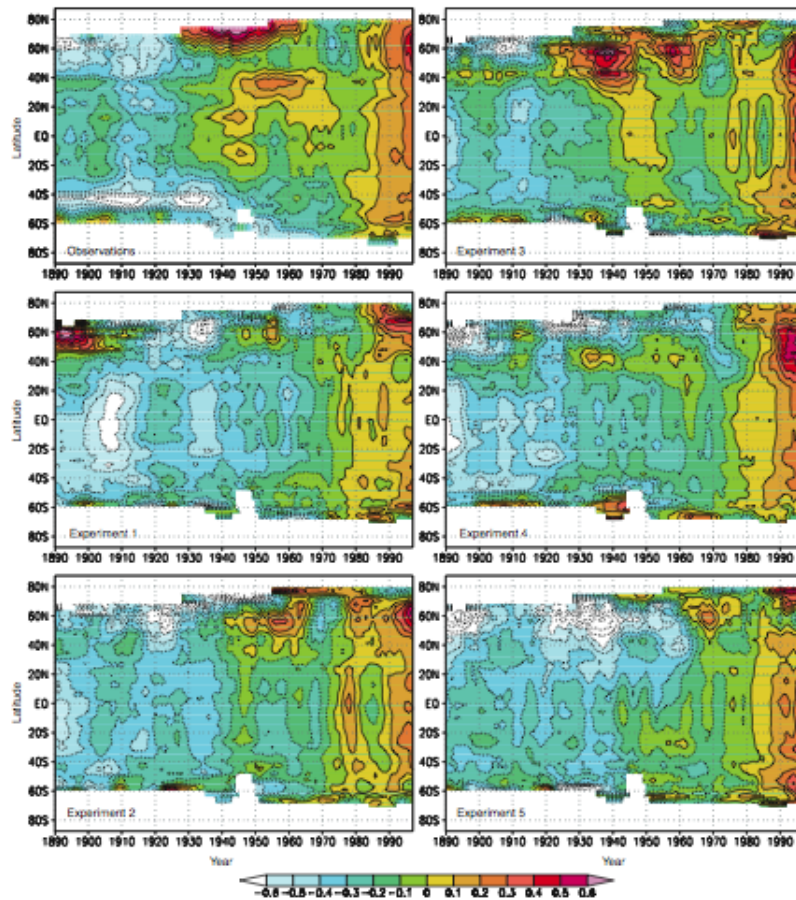 80N
60N
40N
20N
EQ
20S
40S
60S
80S
Latitude
Observations
1890 1900 1910 1920 1930 1940 1950 1960 1970 1980 1990
80N
60N
40N
20N
EQ
20S
40S
60S
80S
Experiment 3
1890 1900 1910 1920 1930 1940 1950 1960 1970 1980 1990
80N
60N
40N
20N
EQ
20S
40S
60S
80S
Latitude
Experiment 1
1890 1900 1910 1920 1930 1940 1950 1960 1970 1980 1990
80N
60N
40N
20N
EQ
20S
40S
60S
80S
Experiment 4
1890 1900 1910 1920 1930 1940 1950 1960 1970 1980 1990
80N
60N
40N
20N
EQ
20S
40S
60S
80S
Latitude
Experiment 2
1890 1900 1910 1920 1930 1940 1950 1960 1970 1980 1990
Year
80N
60N
40N
20N
EQ
20S
40S
60S
80S
Experiment 5
1890 1900 1910 1920 1930 1940 1950 1960 1970 1980 1990
Year
-0.6 -0.5 -0.4 -0.3 -0.2 -0.1 0 0.1 0.2 0.3 0.4 0.5 0.6